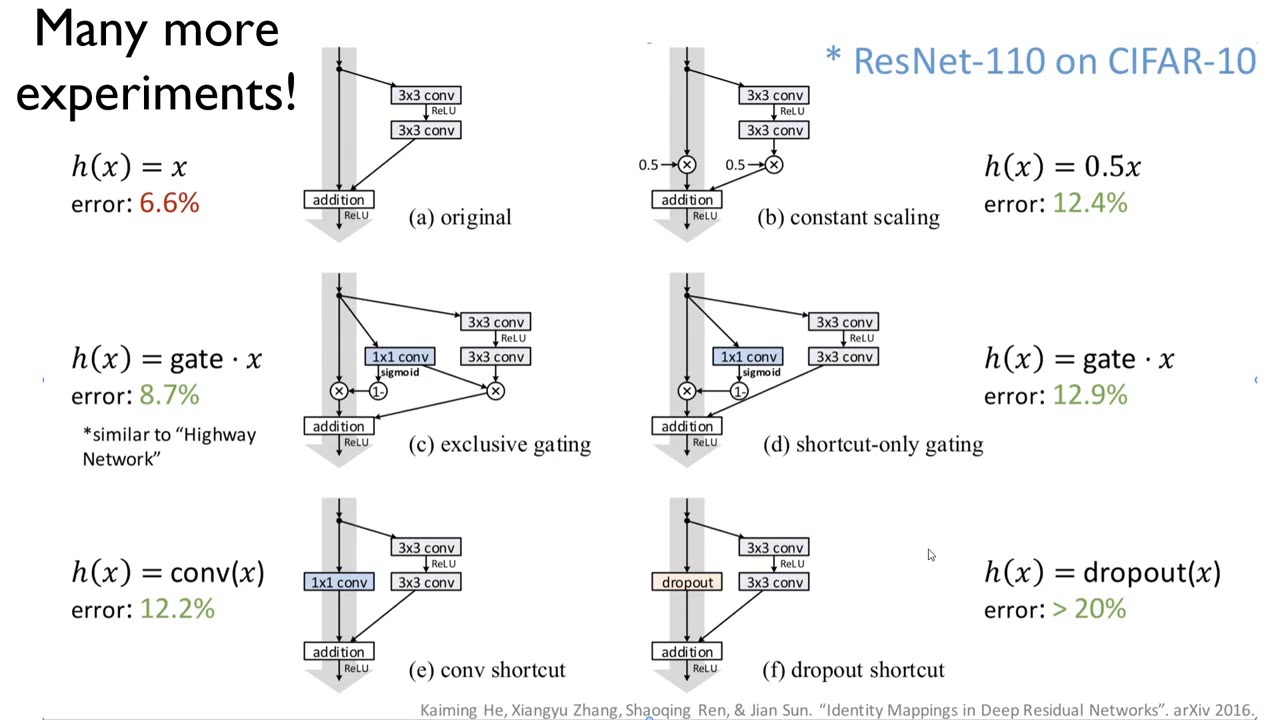 Many more
experiments!
* ResNet-110 on CIFAR-10
h(x) = x
error: 6.6%
3x3 conv
ReLU
3x3 conv
addition
ReLU
(a) original
3x3 conv
ReLU
3x3 conv
0.5
0.5
addition
ReLU
(b) constant scaling
h(x) = 0.5x
error: 12.4%
h(x) = gate · x
error: 8.7%
*similar to “Highway
Network”
3x3 conv
ReLU
1x1 conv
3x3 conv
sigmoid
1-
addition
ReLU
(c) exclusive gating
3x3 conv
ReLU
1x1 conv
3x3 conv
sigmoid
1-
addition
ReLU
(d) shortcut-only gating
h(x) = gate · x
error: 12.9%
h(x) = conv(x)
error: 12.2%
3x3 conv
ReLU
1x1 conv
3x3 conv
addition
ReLU
(e) conv shortcut
3x3 conv
ReLU
dropout
3x3 conv
addition
ReLU
(f) dropout shortcut
h(x) = dropout(x)
error: > 20%
Kaiming He, Xiangyu Zhang, Shaoqing Ren, & Jian Sun. “Identity Mappings in Deep Residual Networks”. arXiv 2016.